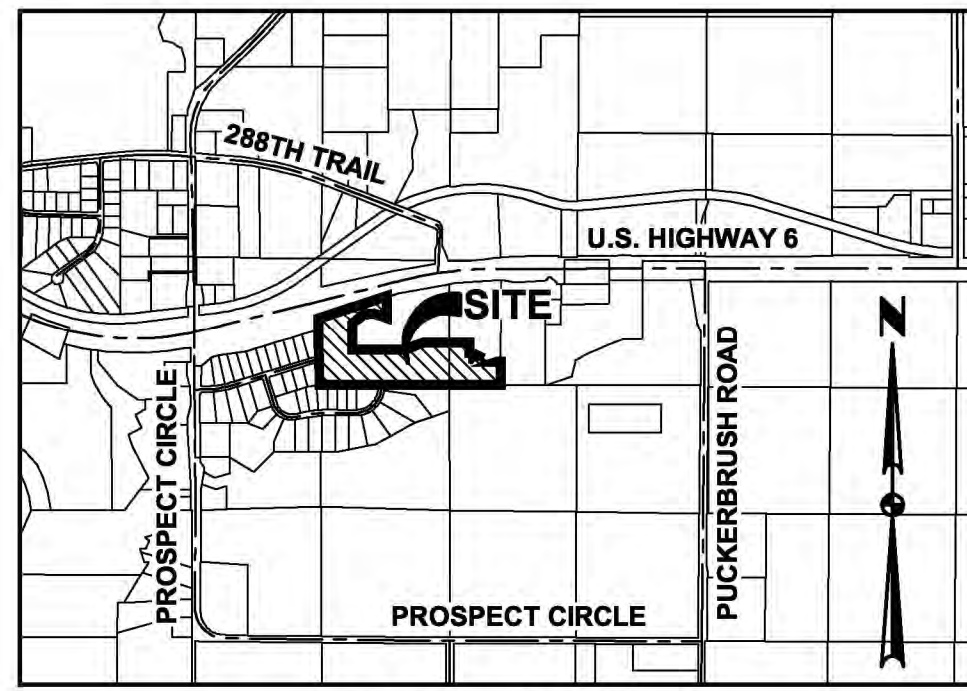 288TH TRAIL
U.S. HIGHWAY 6
SITE
N
PROSPECT CIRCLE
PUCKERBRUSH ROAD
PROSPECT CIRCLE